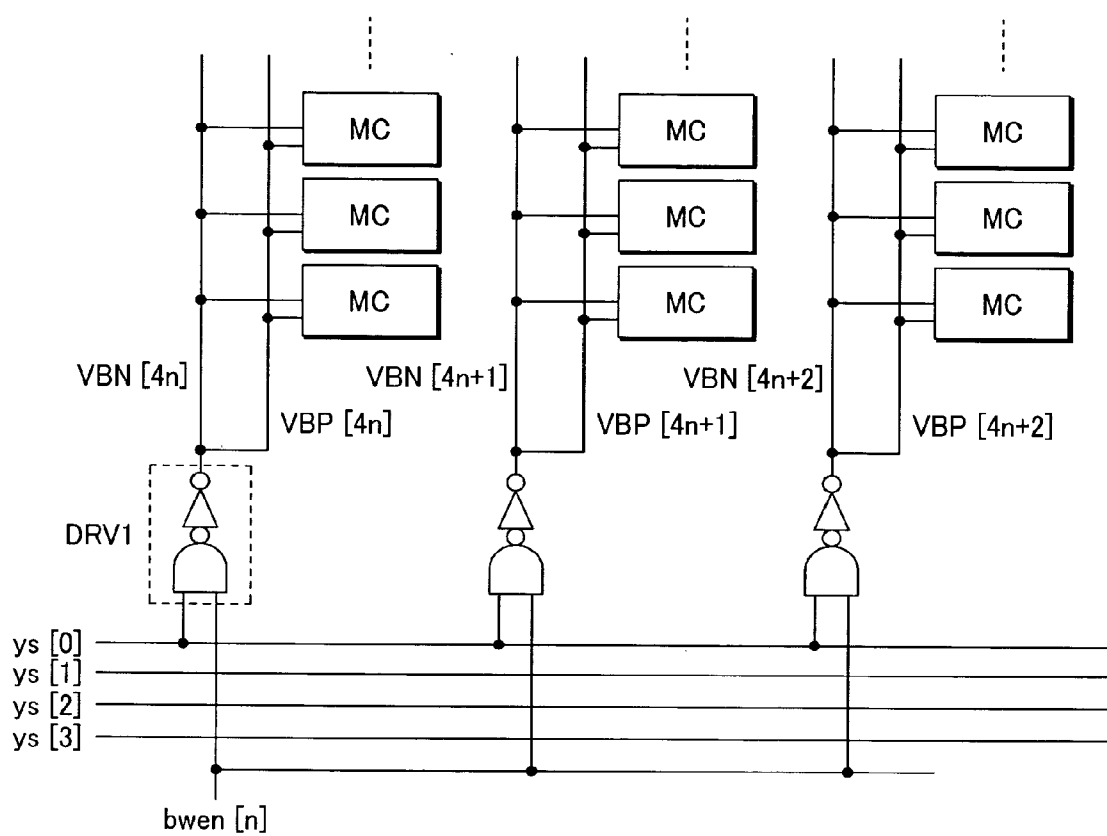 MC MC MC
MC MC MC
MC MC MC
VBN [4n] VBN [4n+1] VBN [4n+2]
VBP [4n] VBP [4n+1] VBP [4n+2]
DRV1
ys [0]
ys [1]
ys [2]
ys [3]
bwen [n]